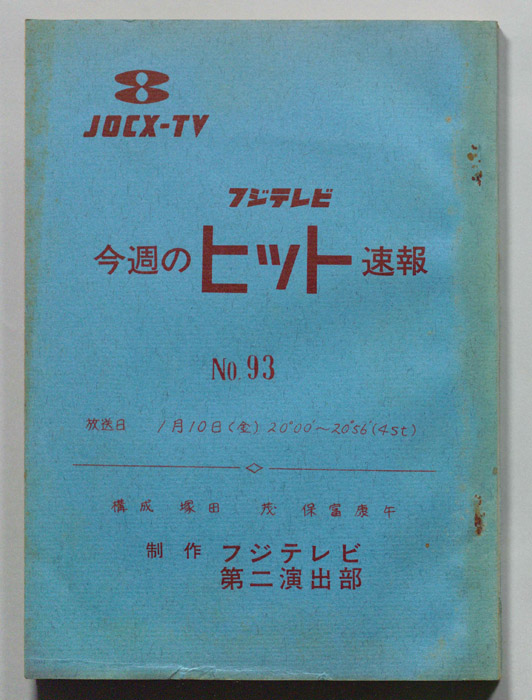 JOCX-TV
フジテレビ
今週のヒット速報
No. 93
放送日 1月10日(金) 20°00'～20°56'(4st)
構成 塚田 茂 保富康午
制作 フジテレビ
第二演出部